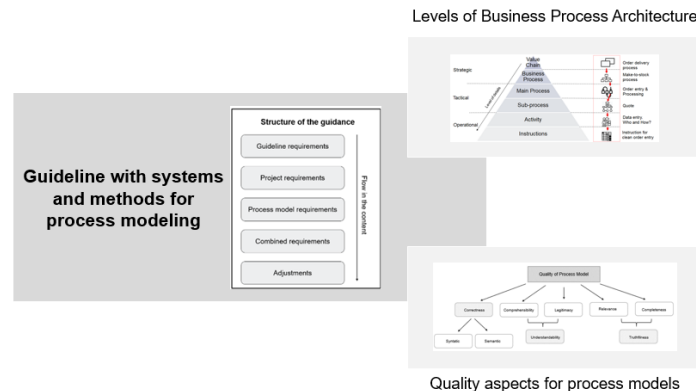 Levels of Business Process Architecture
Guideline with systems
and methods for
process modeling
Structure of the guidance
Guideline requirements
Project requirements
Process model requirements
Combined requirements
Adjustments
Flow in the content
Strategic
Tactical
Operational
Level of details
Value
Chain
Business
Process
Main Process
Sub-process
Activity
Instructions
Order delivery
process
Make-to-stock
process
Order entry &
Processing
Quote
Data entry,
Who and How?
Instruction for
clean order entry
Quality of Process Model
Correctness
Comprehensibility
Legitimacy
Relevance
Completeness
Syntatic
Semantic
Understandability
Truthfulness
Quality aspects for process models